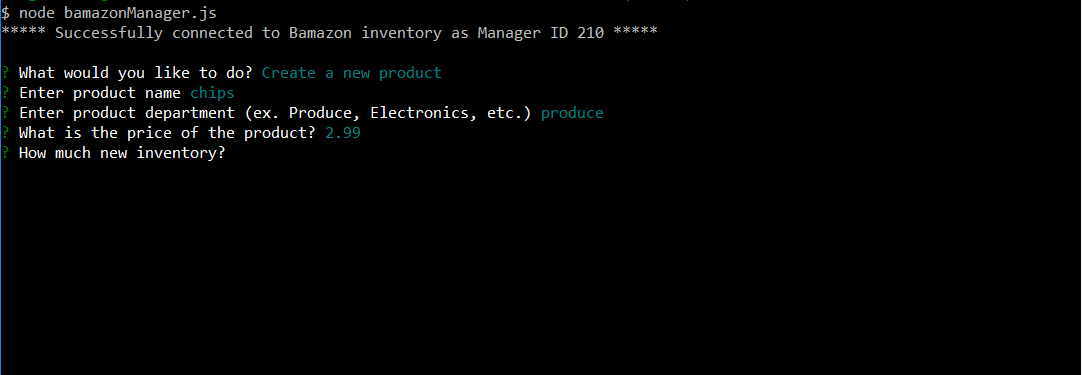 $ node bamazonManager.js
***** Successfully connected to Bamazon inventory as Manager ID 210 *****
? What would you like to do? Create a new product
? Enter product name chips
? Enter product department (ex. Produce, Electronics, etc.) produce
? What is the price of the product? 2.99
? How much new inventory?